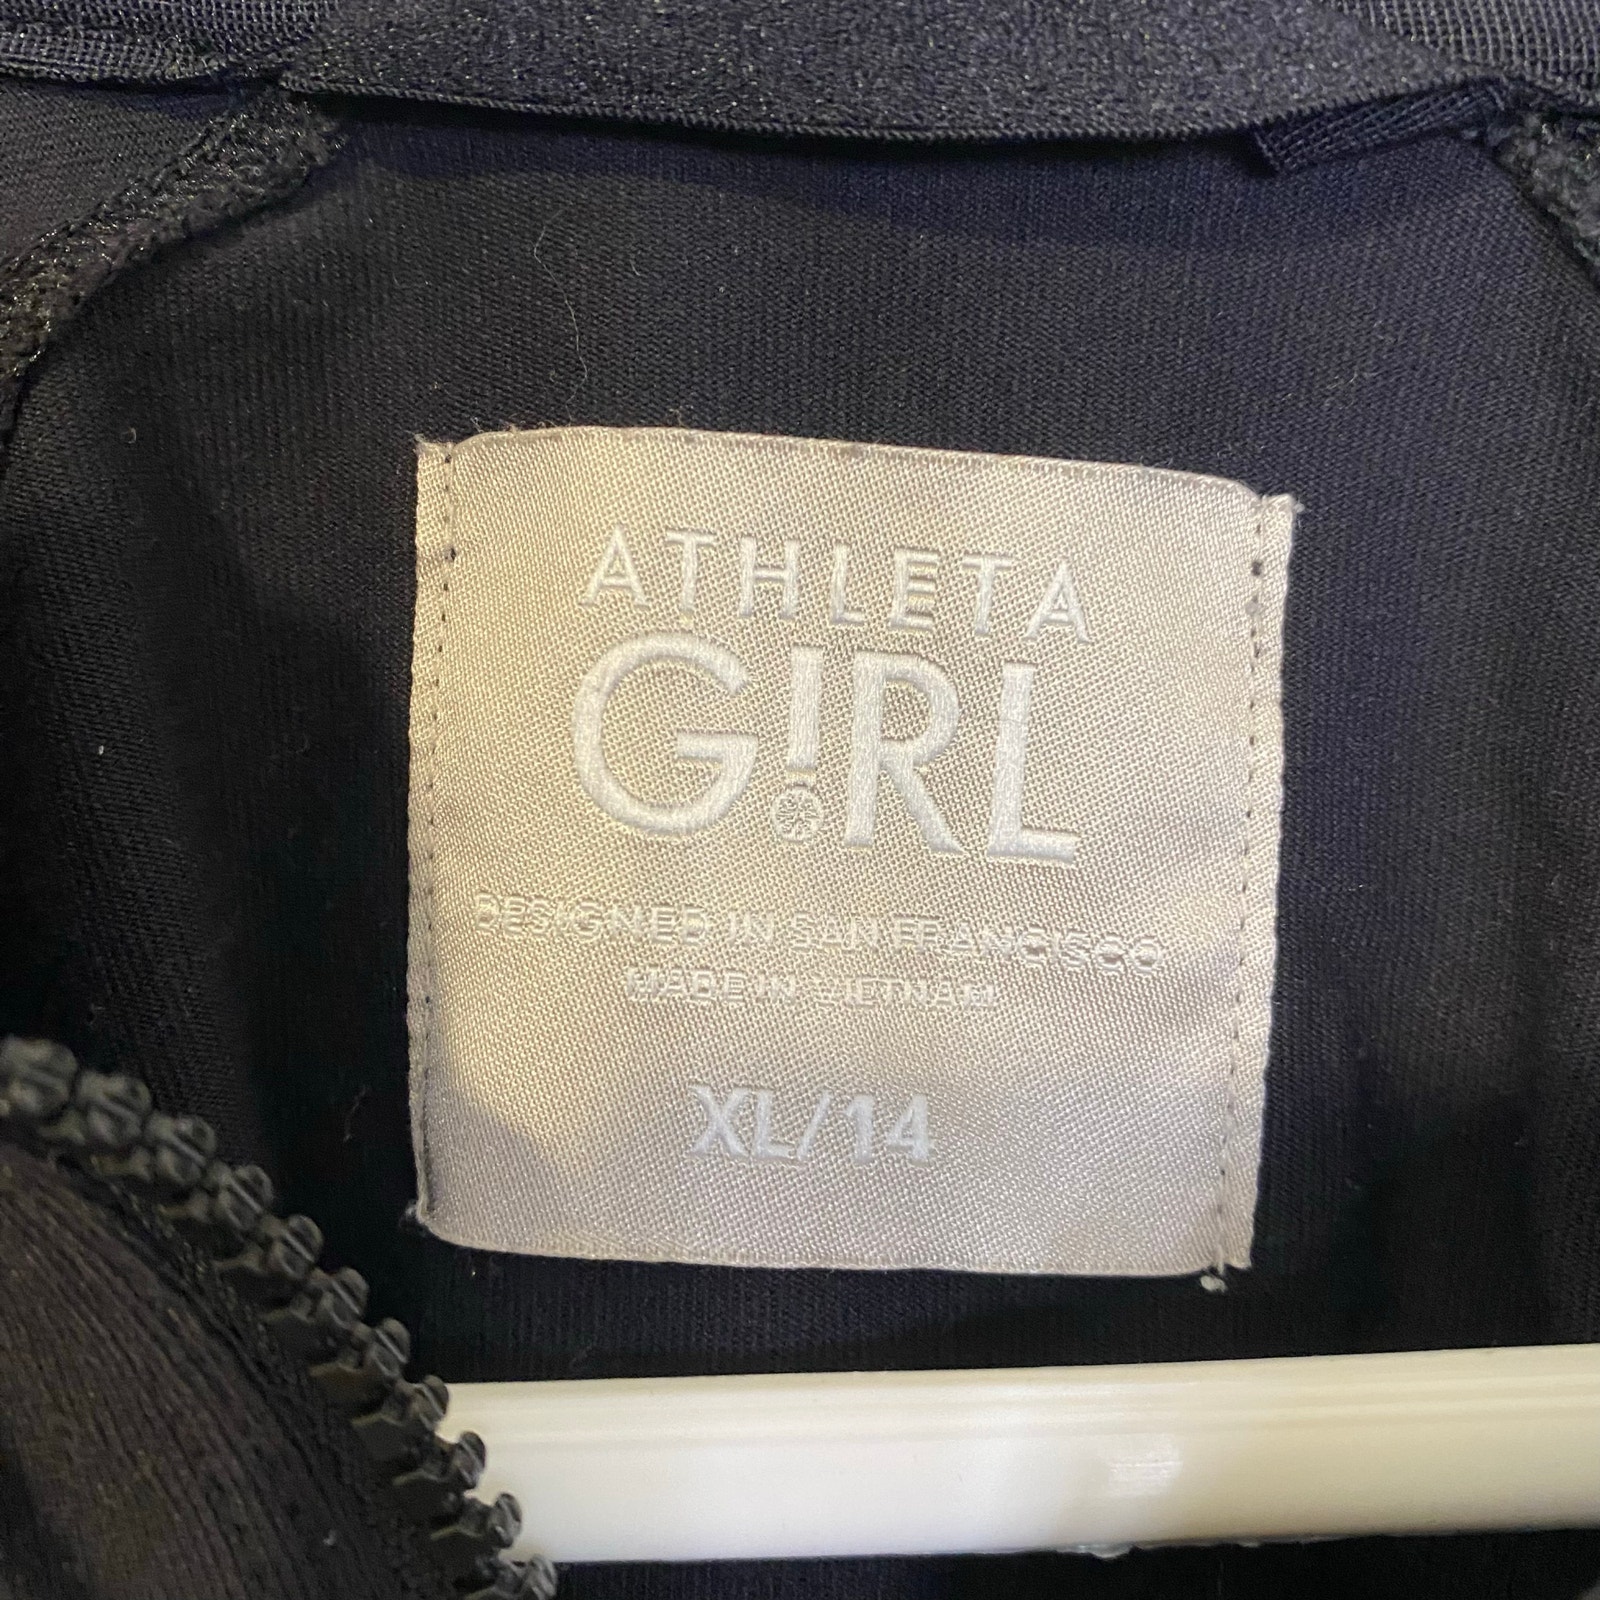 ATHLETA
G!RL
DESIGNED IN SAN FRANCISCO
MADE IN VIETNAM
XL/14